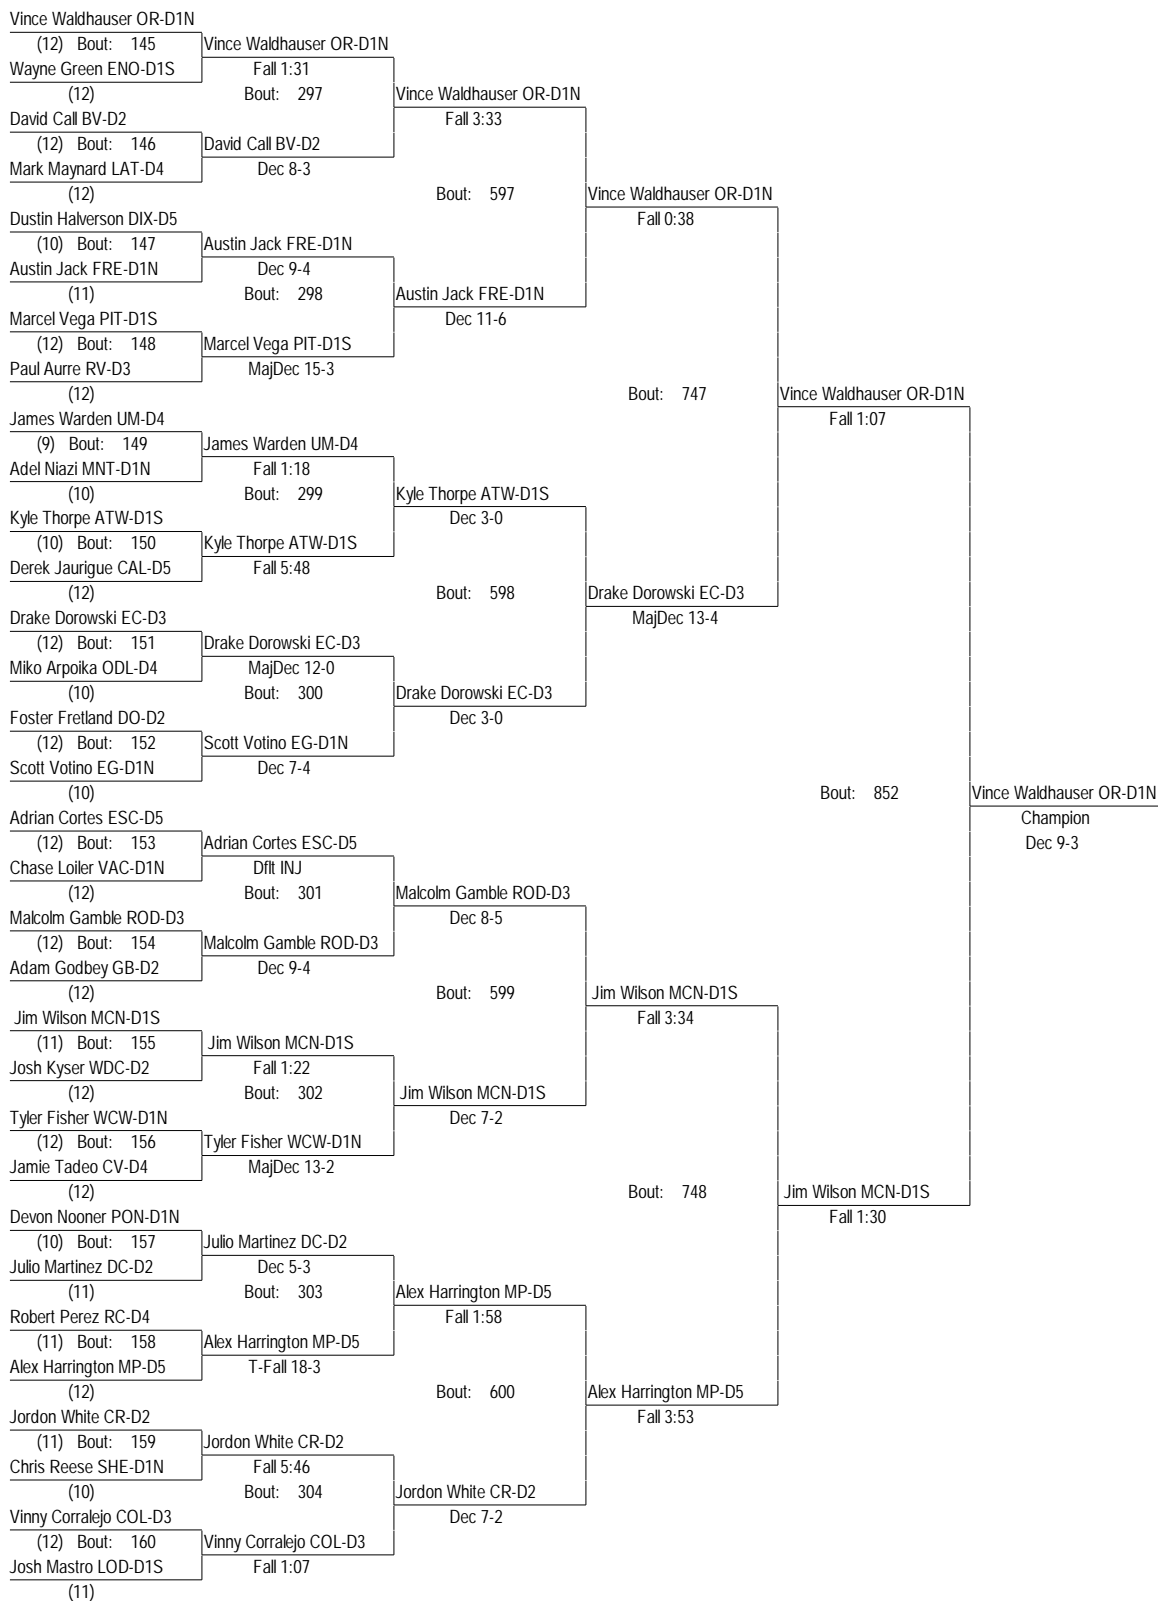 Vince Waldhauser OR-D1N
(12) Bout: 145 Vince Waldhauser OR-D1N
Wayne Green ENO-D1S Fall 1:31
(12) Bout: 297 Vince Waldhauser OR-D1N
David Call BV-D2 Fall 3:33
(12) Bout: 146 David Call BV-D2
Mark Maynard LAT-D4 Dec 8-3
(12) Bout: 597 Vince Waldhauser OR-D1N
Dustin Halverson DIX-D5 Fall 0:38
(10) Bout: 147 Austin Jack FRE-D1N
Austin Jack FRE-D1N Dec 9-4
(11) Bout: 298 Austin Jack FRE-D1N
Marcel Vega PIT-D1S Dec 11-6
(12) Bout: 148 Marcel Vega PIT-D1S
Paul Aurre RV-D3 MajDec 15-3
(12) Bout: 747 Vince Waldhauser OR-D1N
James Warden UM-D4 Fall 1:07
(9) Bout: 149 James Warden UM-D4
Adel Niazi MNT-D1N Fall 1:18
(10) Bout: 299 Kyle Thorpe ATW-D1S
Kyle Thorpe ATW-D1S Dec 3-0
(10) Bout: 150 Kyle Thorpe ATW-D1S
Derek Jaurigue CAL-D5 Fall 5:48
(12) Bout: 598 Drake Dorowski EC-D3
Drake Dorowski EC-D3 MajDec 13-4
(12) Bout: 151 Drake Dorowski EC-D3
Miko Arpoika ODL-D4 MajDec 12-0
(10) Bout: 300 Drake Dorowski EC-D3
Foster Fretland DO-D2 Dec 3-0
(12) Bout: 152 Scott Votino EG-D1N
Scott Votino EG-D1N Dec 7-4
(10) Bout: 852 Vince Waldhauser OR-D1N
Adrian Cortes ESC-D5 Champion
(12) Bout: 153 Adrian Cortes ESC-D5 Dec 9-3
Chase Loiler VAC-D1N Dflt INJ
(12) Bout: 301 Malcolm Gamble ROD-D3
Malcolm Gamble ROD-D3 Dec 8-5
(12) Bout: 154 Malcolm Gamble ROD-D3
Adam Godbey GB-D2 Dec 9-4
(12) Bout: 599 Jim Wilson MCN-D1S
Jim Wilson MCN-D1S Fall 3:34
(11) Bout: 155 Jim Wilson MCN-D1S
Josh Kyser WDC-D2 Fall 1:22
(12) Bout: 302 Jim Wilson MCN-D1S
Tyler Fisher WCW-D1N Dec 7-2
(12) Bout: 156 Tyler Fisher WCW-D1N
Jamie Tadeo CV-D4 MajDec 13-2
(12) Bout: 748 Jim Wilson MCN-D1S
Devon Nooner PON-D1N Fall 1:30
(10) Bout: 157 Julio Martinez DC-D2
Julio Martinez DC-D2 Dec 5-3
(11) Bout: 303 Alex Harrington MP-D5
Robert Perez RC-D4 Fall 1:58
(11) Bout: 158 Alex Harrington MP-D5
Alex Harrington MP-D5 T-Fall 18-3
(12) Bout: 600 Alex Harrington MP-D5
Jordon White CR-D2 Fall 3:53
(11) Bout: 159 Jordon White CR-D2
Chris Reese SHE-D1N Fall 5:46
(10) Bout: 304 Jordon White CR-D2
Vinny Corralejo COL-D3 Dec 7-2
(12) Bout: 160 Vinny Corralejo COL-D3
Josh Mastro LOD-D1S Fall 1:07
(11)